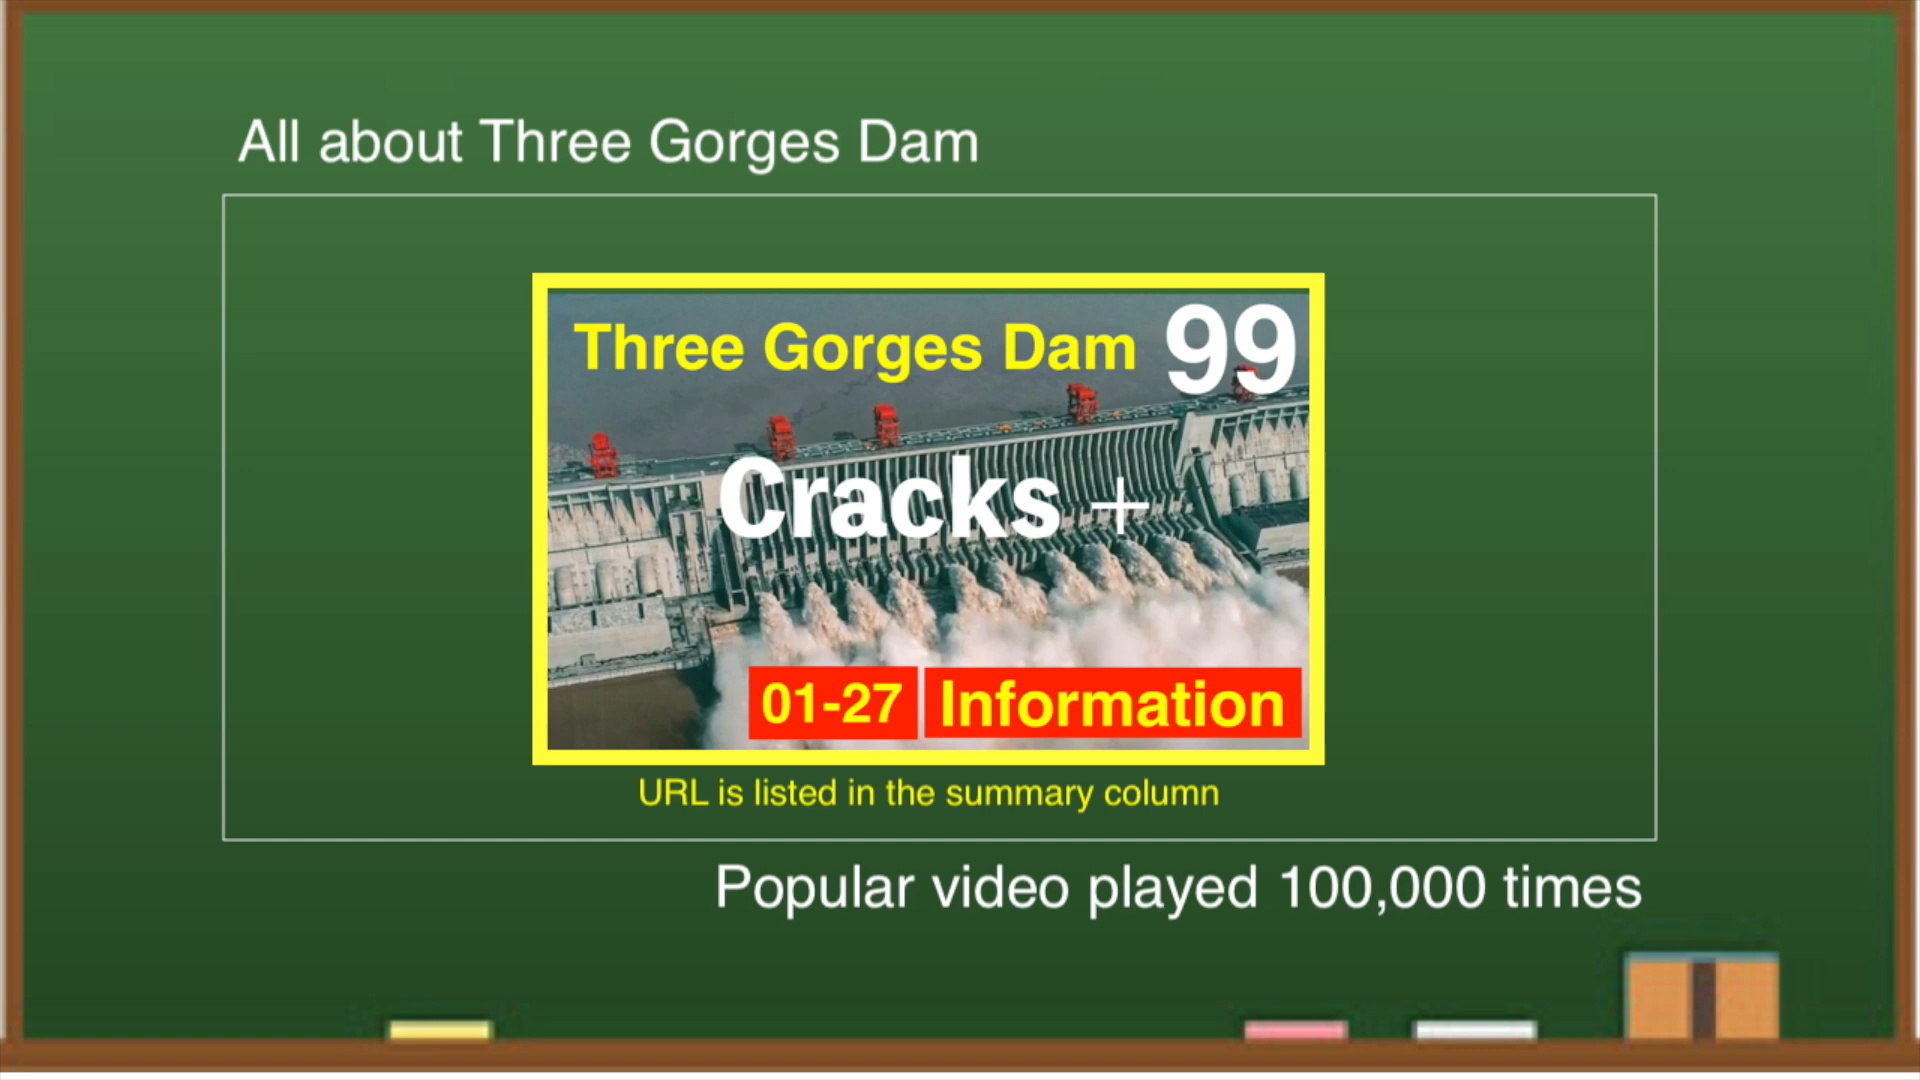 All about Three Gorges Dam
Three Gorges Dam 99
Cracks +
01-27 Information
URL is listed in the summary column
Popular video played 100,000 times